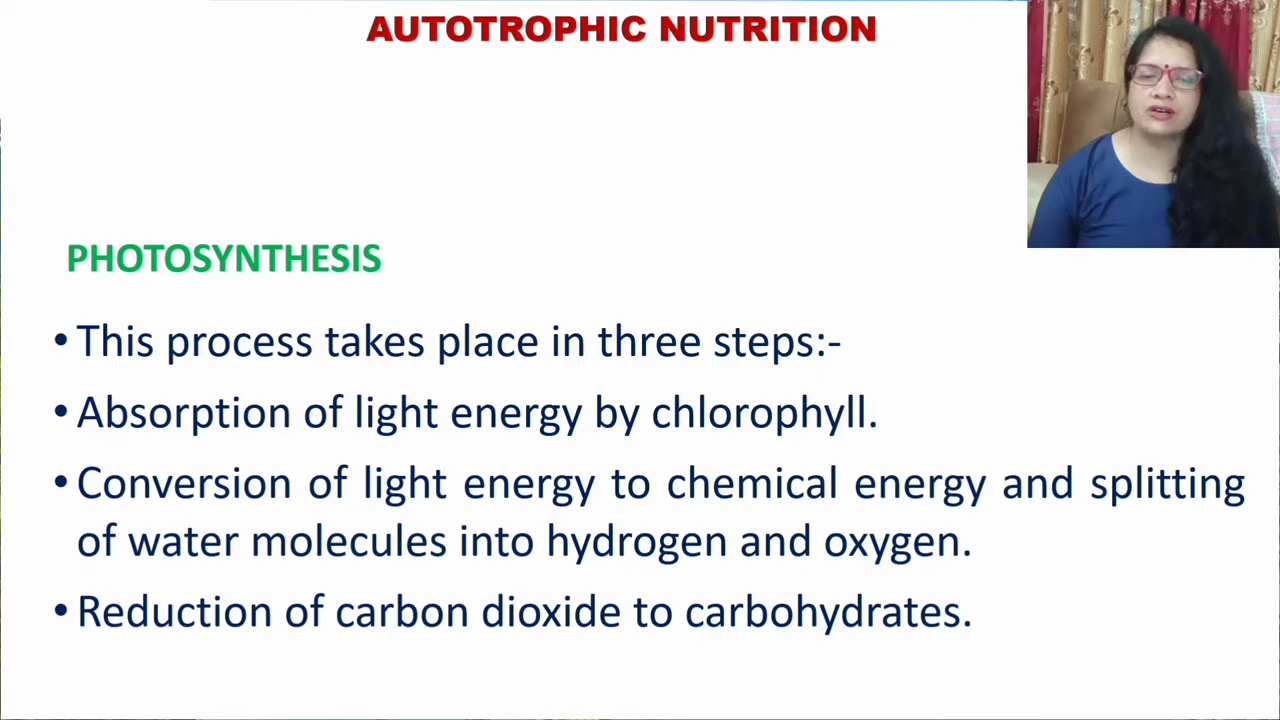 AUTOTROPHIC NUTRITION
PHOTOSYNTHESIS
• This process takes place in three steps:-
• Absorption of light energy by chlorophyll.
• Conversion of light energy to chemical energy and splitting
of water molecules into hydrogen and oxygen.
• Reduction of carbon dioxide to carbohydrates.